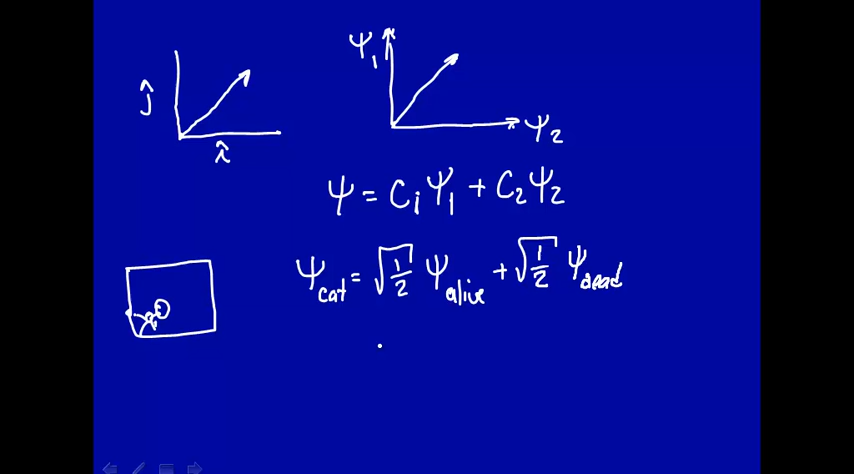 ĵ
î
Ψ₁
Ψ₂
Ψ = C₁Ψ₁ + C₂Ψ₂
Ψcat = √(1/2) Ψalive + √(1/2) Ψdead